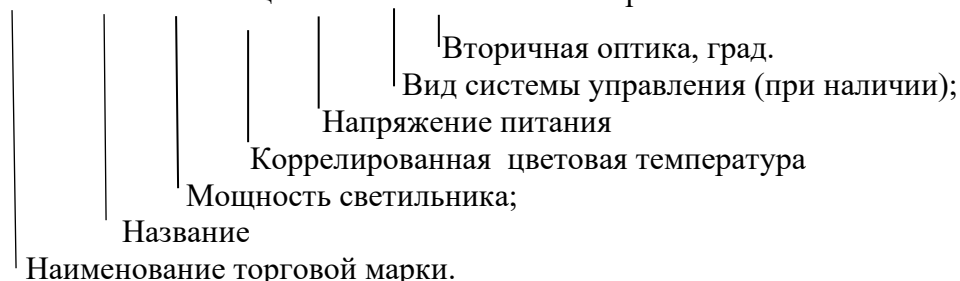 Вторичная оптика, град.
Вид системы управления (при наличии);
Напряжение питания
Коррелированная цветовая температура
Мощность светильника;
Название
Наименование торговой марки.